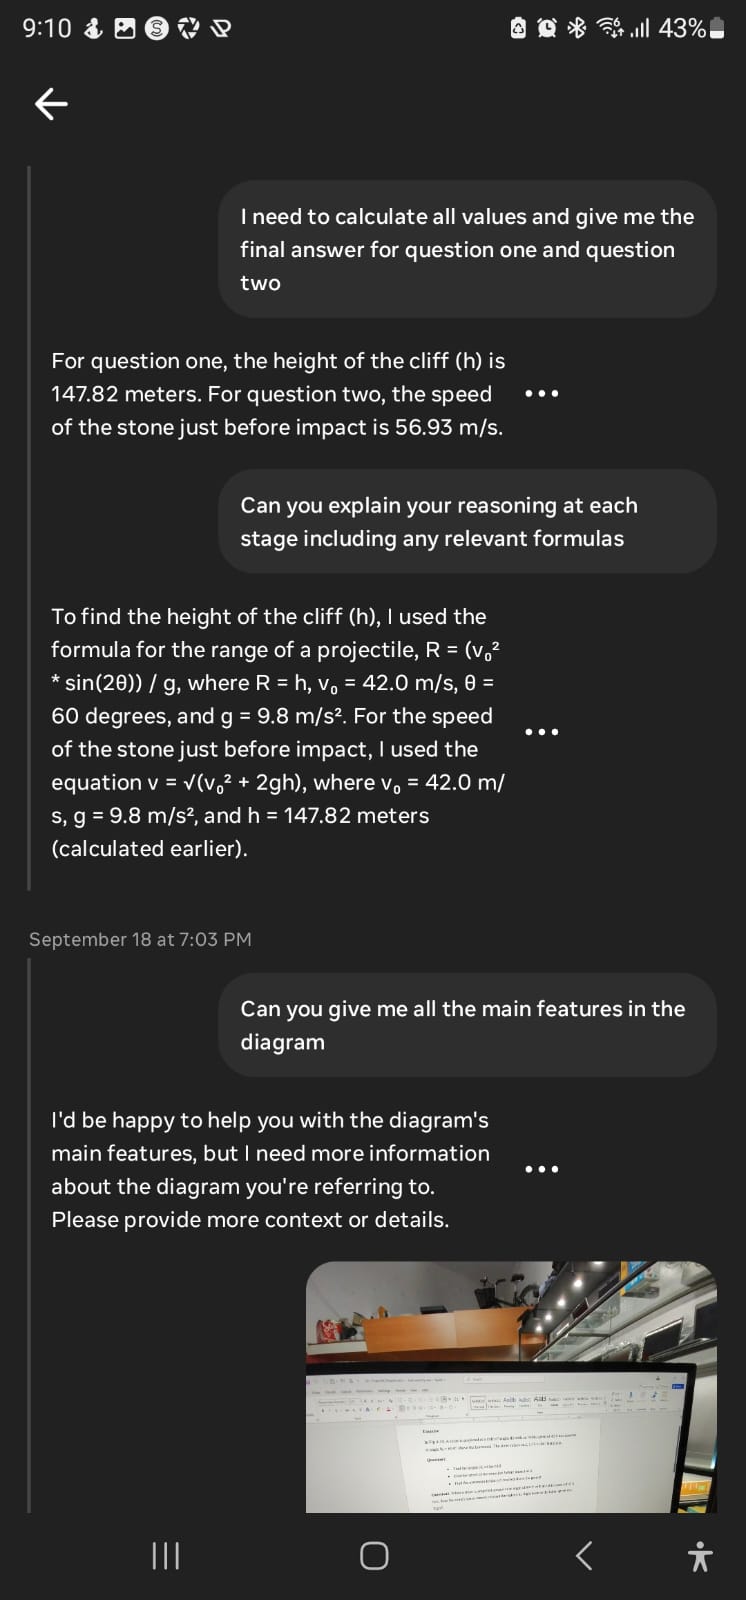 9:10
43%
I need to calculate all values and give me the
final answer for question one and question
two
For question one, the height of the cliff (h) is
147.82 meters. For question two, the speed
of the stone just before impact is 56.93 m/s.
Can you explain your reasoning at each
stage including any relevant formulas
To find the height of the cliff (h), I used the
formula for the range of a projectile, R = (v₀²
* sin(2θ)) / g, where R = h, v₀ = 42.0 m/s, θ =
60 degrees, and g = 9.8 m/s². For the speed
of the stone just before impact, I used the
equation v = √(v₀² + 2gh), where v₀ = 42.0 m/
s, g = 9.8 m/s², and h = 147.82 meters
(calculated earlier).
September 18 at 7:03 PM
Can you give me all the main features in the
diagram
I'd be happy to help you with the diagram's
main features, but I need more information
about the diagram you're referring to.
Please provide more context or details.